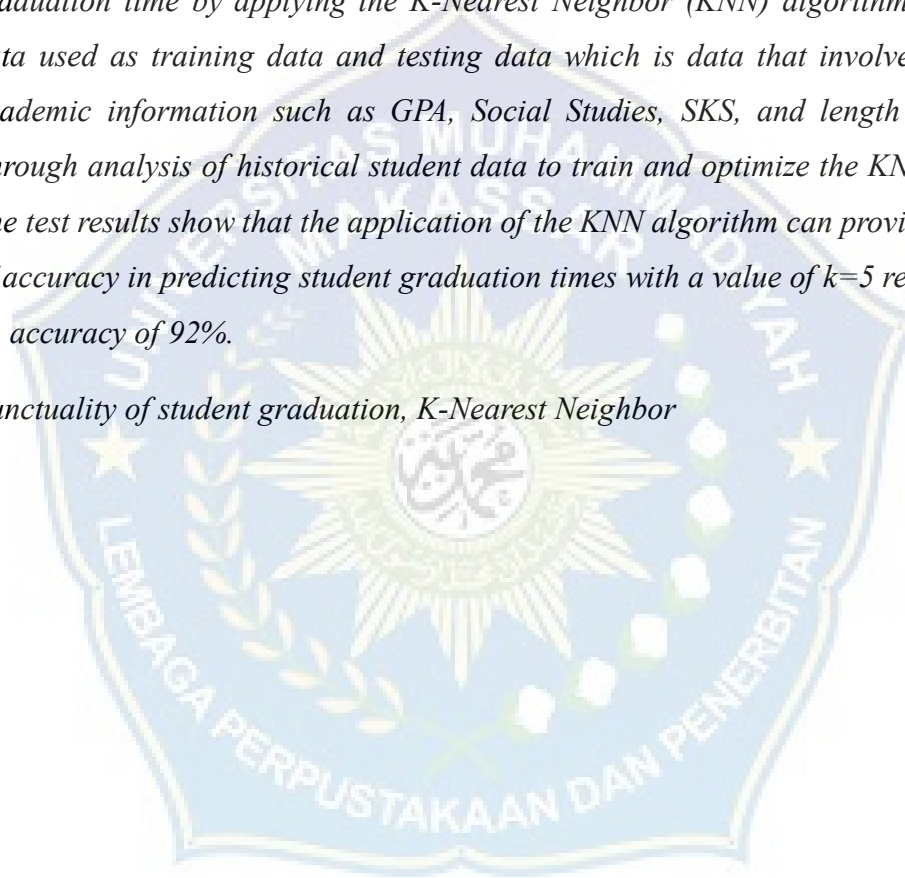 aduation time by applying the K-Nearest Neighbor (KNN) algorithm
ta used as training data and testing data which is data that involve
ademic information such as GPA, Social Studies, SKS, and length
rough analysis of historical student data to train and optimize the KN
e test results show that the application of the KNN algorithm can provi
accuracy in predicting student graduation times with a value of k=5 re
accuracy of 92%.
unctuality of student graduation, K-Nearest Neighbor
UNIVERSITAS MUHAMMADIYAH
MAKASSAR
LEMBAGA PERPUSTAKAAN DAN PENERBITAN